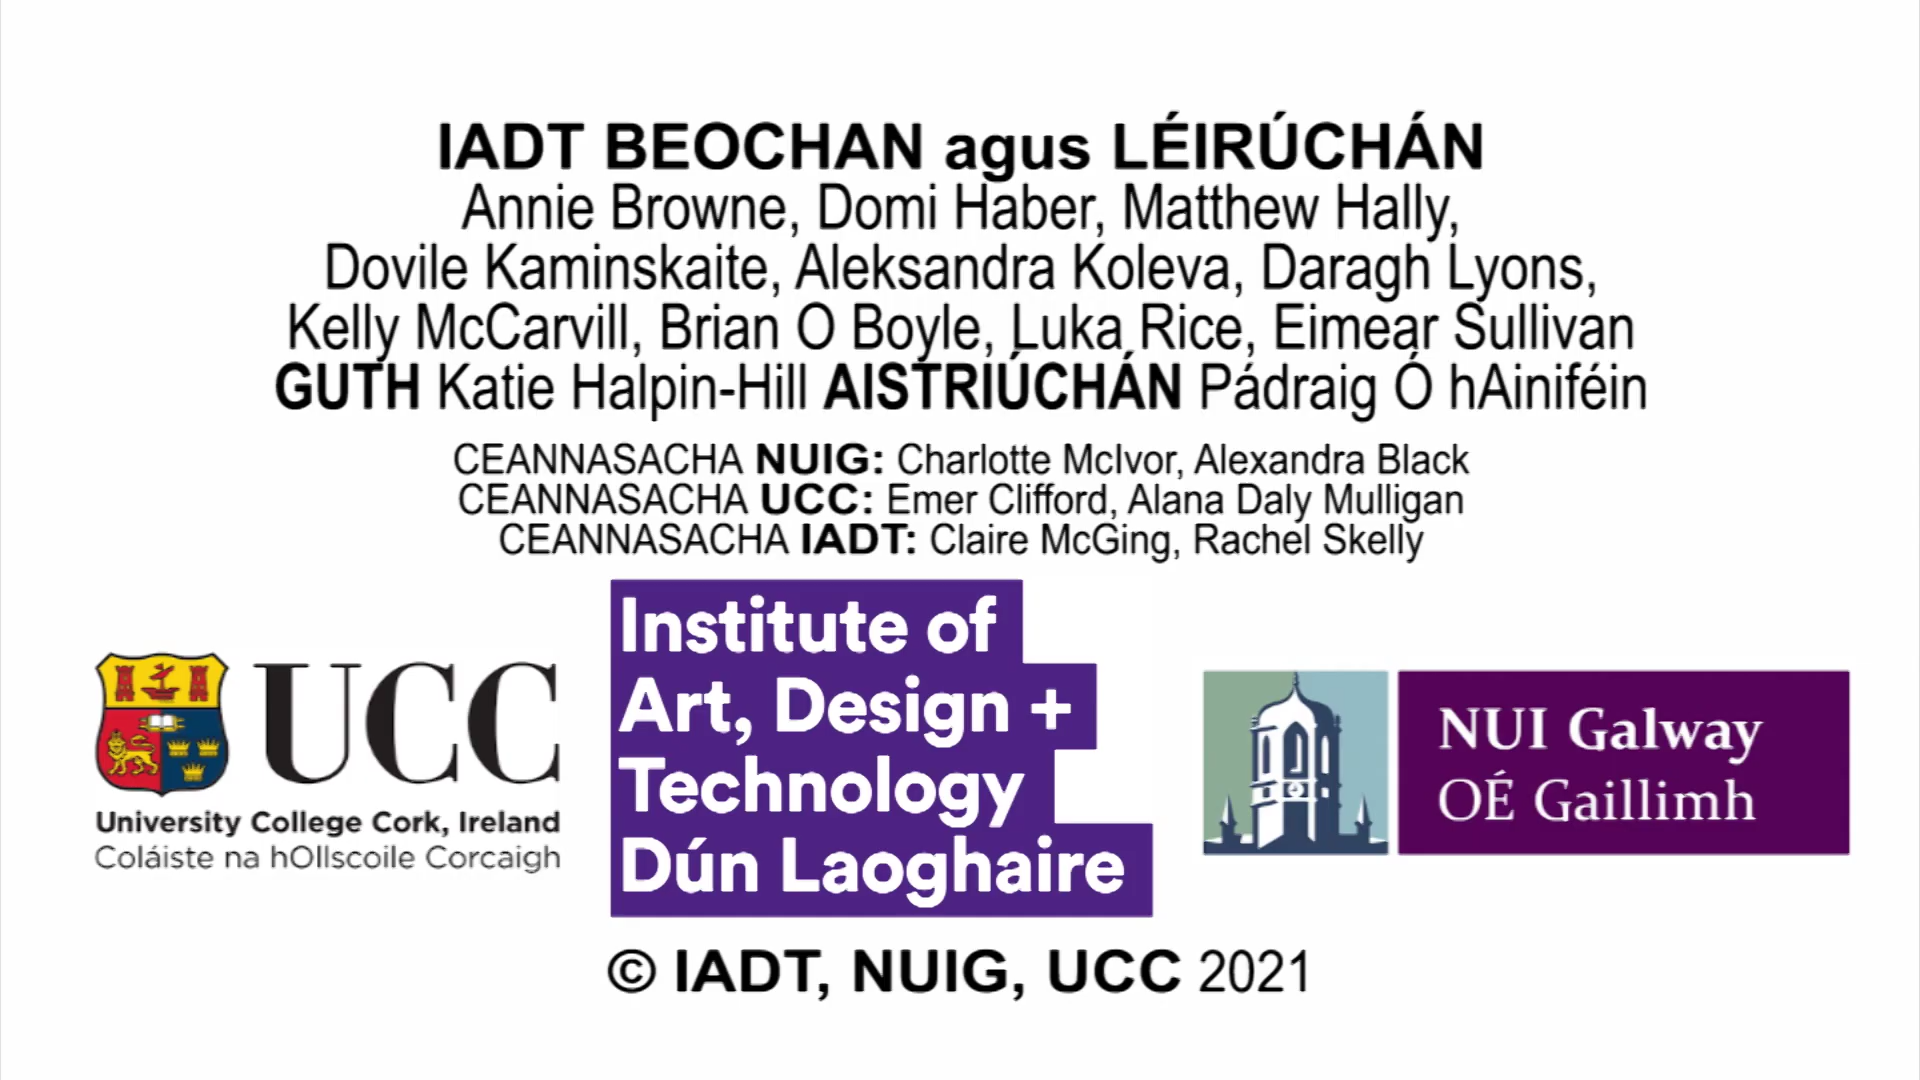 IADT BEOCHAN agus LÉIRÚCHÁN
Annie Browne, Domi Haber, Matthew Hally,
Dovile Kaminskaite, Aleksandra Koleva, Daragh Lyons,
Kelly McCarvill, Brian O Boyle, Luka Rice, Eimear Sullivan
GUTH Katie Halpin-Hill AISTRIÚCHÁN Pádraig Ó hAiniféin
CEANNASACHA NUIG: Charlotte McIvor, Alexandra Black
CEANNASACHA UCC: Emer Clifford, Alana Daly Mulligan
CEANNASACHA IADT: Claire McGing, Rachel Skelly
UCC
University College Cork, Ireland
Coláiste na hOllscoile Corcaigh
Institute of
Art, Design +
Technology
Dún Laoghaire
NUI Galway
OÉ Gaillimh
© IADT, NUIG, UCC 2021